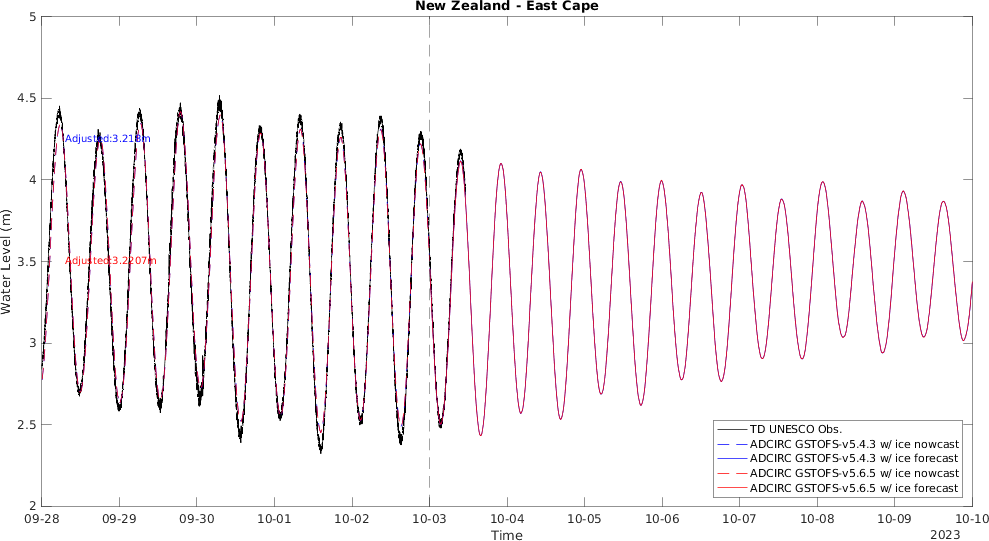 New Zealand - East Cape
5
4.5
4
3.5
3
2.5
2
Water Level (m)
Adjusted:3.218m
Adjusted:3.2207m
TD UNESCO Obs.
ADCIRC GSTOFS-v5.4.3 w/ ice nowcast
ADCIRC GSTOFS-v5.4.3 w/ ice forecast
ADCIRC GSTOFS-v5.6.5 w/ ice nowcast
ADCIRC GSTOFS-v5.6.5 w/ ice forecast
09-28 09-29 09-30 10-01 10-02 10-03 10-04 10-05 10-06 10-07 10-08 10-09 10-10
Time
2023